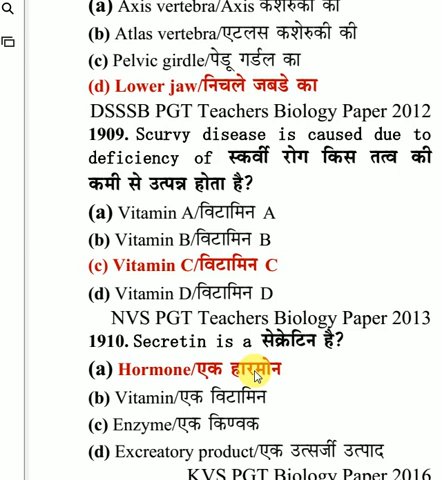 (a) Axis vertebra/Axis कशेरुकी का
(b) Atlas vertebra/एटलस कशेरुकी की
(c) Pelvic girdle/पेडू गर्डल का
(d) Lower jaw/निचले जबडे का
DSSSB PGT Teachers Biology Paper 2012
1909. Scurvy disease is caused due to
deficiency of स्कर्वी रोग किस तत्व की
कमी से उत्पन्न होता है?
(a) Vitamin A/विटामिन A
(b) Vitamin B/विटामिन B
(c) Vitamin C/विटामिन C
(d) Vitamin D/विटामिन D
NVS PGT Teachers Biology Paper 2013
1910. Secretin is a सेक्रेटिन है?
(a) Hormone/एक हारमोन
(b) Vitamin/एक विटामिन
(c) Enzyme/एक किण्वक
(d) Excreatory product/एक उत्सर्जी उत्पाद
KVS PGT Biology Paper 2016